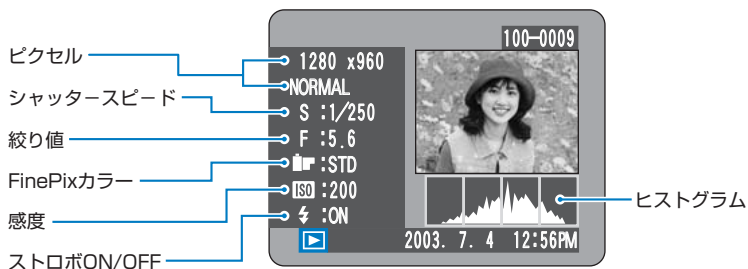 100-0009
ピクセル
1280 x960
NORMAL
シャッタースピード
S :1/250
絞り値
F :5.6
FinePixカラー
:STD
感度
ISO :200
ストロボON/OFF
:ON
ヒストグラム
2003. 7. 4 12:56PM